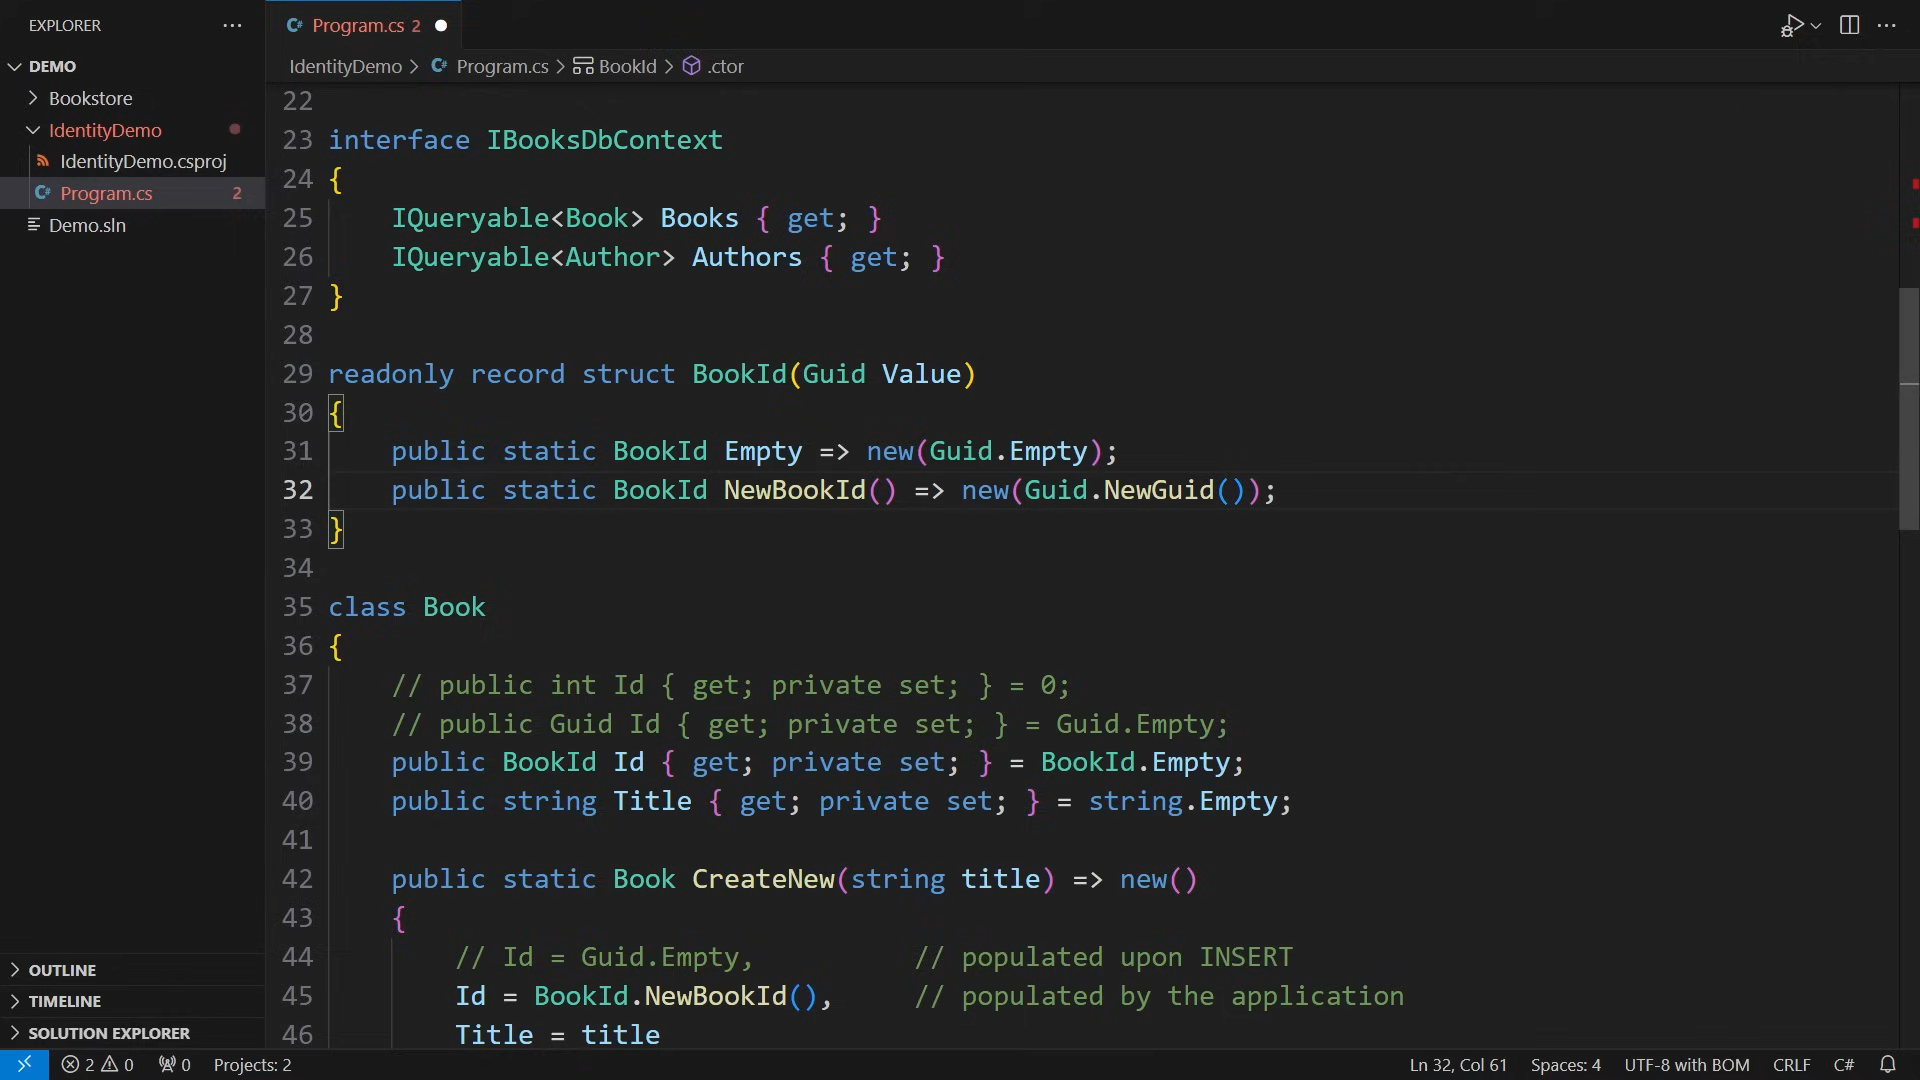 EXPLORER
Program.cs 2
DEMO
IdentityDemo > Program.cs > BookId > .ctor
Bookstore
IdentityDemo
IdentityDemo.csproj
Program.cs 2
Demo.sln
22
23 interface IBooksDbContext
24 {
25 IQueryable<Book> Books { get; }
26 IQueryable<Author> Authors { get; }
27 }
28
29 readonly record struct BookId(Guid Value)
30 {
31 public static BookId Empty => new(Guid.Empty);
32 public static BookId NewBookId() => new(Guid.NewGuid());
33 }
34
35 class Book
36 {
37 // public int Id { get; private set; } = 0;
38 // public Guid Id { get; private set; } = Guid.Empty;
39 public BookId Id { get; private set; } = BookId.Empty;
40 public string Title { get; private set; } = string.Empty;
41
42 public static Book CreateNew(string title) => new()
43 {
44 // Id = Guid.Empty, // populated upon INSERT
45 Id = BookId.NewBookId(), // populated by the application
46 Title = title
OUTLINE
TIMELINE
SOLUTION EXPLORER
2 0 0 Projects: 2 Ln 32, Col 61 Spaces: 4 UTF-8 with BOM CRLF C#